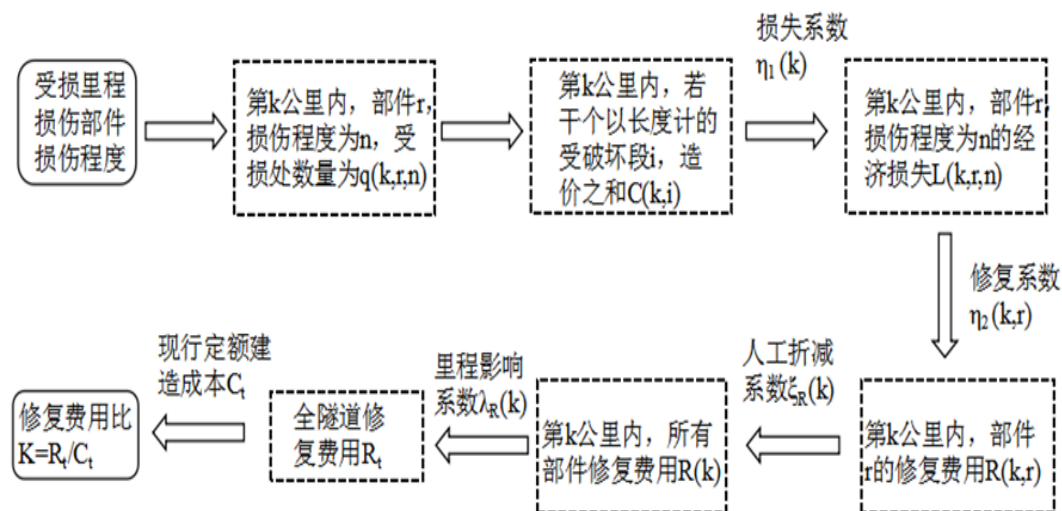 受损里程
损伤部件
损伤程度
第k公里内，部件r，
损伤程度为n，受
损处数量为q(k,r,n)
第k公里内，若
干个以长度计的
受破坏段i，造
价之和C(k,i)
损失系数
η₁(k)
第k公里内，部件r，
损伤程度为n的经
济损失L(k,r,n)
修复系数
η₂(k,r)
第k公里内，部件
r的修复费用R(k,r)
人工折减
系数ξᵢR(k)
第k公里内，所有
部件修复费用R(k)
里程影响
系数λR(k)
全隧道修
复费用Rt
现行定额建
造成本Ct
修复费用比
K=Rt/Ct